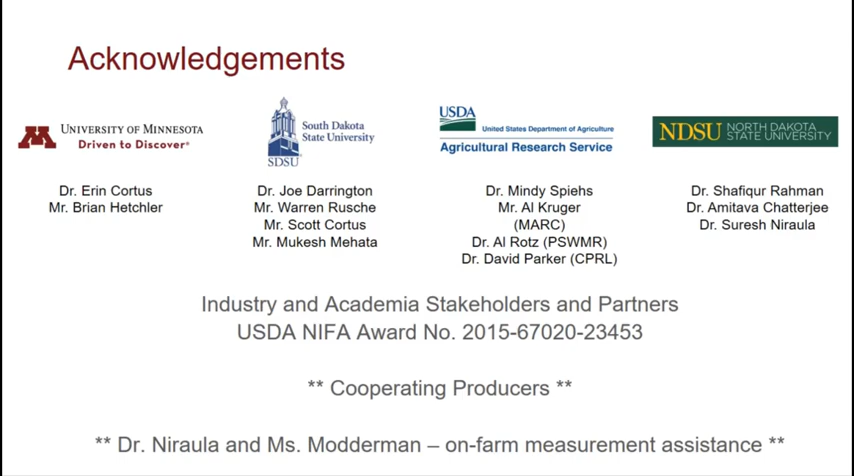 Acknowledgements
UNIVERSITY OF MINNESOTA
Driven to Discover®
South Dakota
State University
SDSU
USDA
United States Department of Agriculture
Agricultural Research Service
NDSU NORTH DAKOTA
STATE UNIVERSITY
Dr. Erin Cortus
Mr. Brian Hetchler
Dr. Joe Darrington
Mr. Warren Rusche
Mr. Scott Cortus
Mr. Mukesh Mehata
Dr. Mindy Spiehs
Mr. Al Kruger
(MARC)
Dr. Al Rotz (PSWMR)
Dr. David Parker (CPRL)
Dr. Shafiqur Rahman
Dr. Amitava Chatterjee
Dr. Suresh Niraula
Industry and Academia Stakeholders and Partners
USDA NIFA Award No. 2015-67020-23453
** Cooperating Producers **
** Dr. Niraula and Ms. Modderman – on-farm measurement assistance **